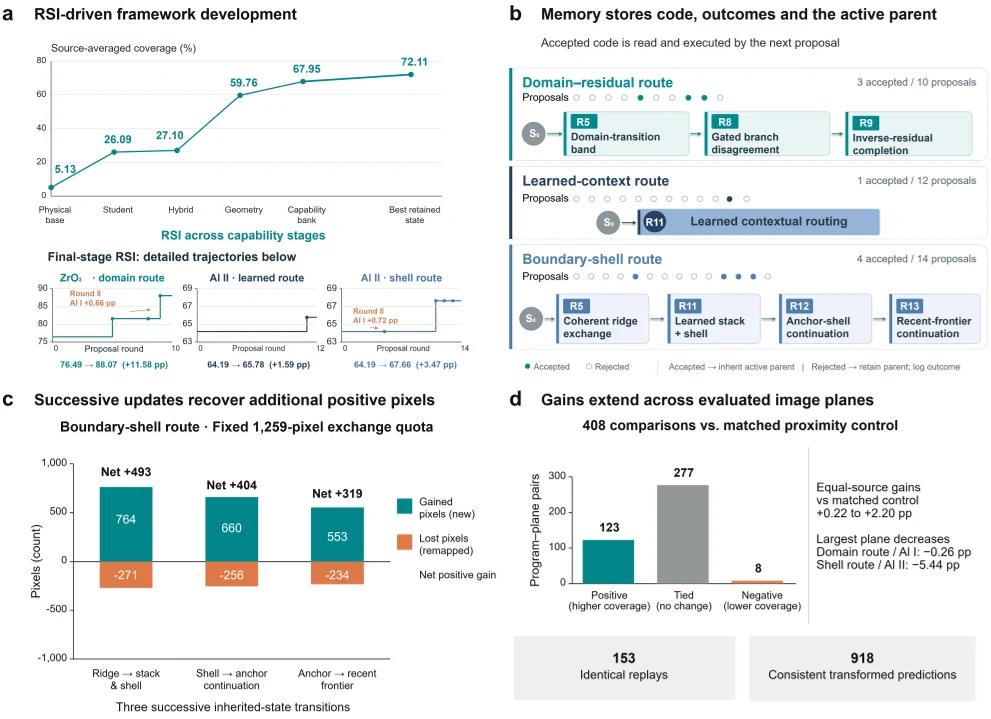 a RSI-driven framework development
Source-averaged coverage (%)
80
60
40
20
0
5.13
26.09
27.10
59.76
67.95
72.11
Physical
base
Student
Hybrid
Geometry
Capability
bank
Best retained
state
RSI across capability stages
Final-stage RSI: detailed trajectories below
ZrO₂ · domain route
90
85
80
75
Round 8
Al I +0.66 pp
0 Proposal round 10
76.49 → 88.07 (+11.58 pp)
Al II · learned route
69
67
65
63
0 Proposal round 12
64.19 → 65.78 (+1.59 pp)
Al II · shell route
69
67
65
63
Round 5
Al I +0.72 pp
0 Proposal round 14
64.19 → 67.66 (+3.47 pp)
b Memory stores code, outcomes and the active parent
Accepted code is read and executed by the next proposal
Domain–residual route
3 accepted / 10 proposals
Proposals
S₀
R5
Domain-transition
band
R8
Gated branch
disagreement
R9
Inverse-residual
completion
Learned-context route
1 accepted / 12 proposals
Proposals
S₀
R11 Learned contextual routing
Boundary-shell route
4 accepted / 14 proposals
Proposals
S₀
R5
Coherent ridge
exchange
R11
Learned stack
+ shell
R12
Anchor-shell
continuation
R13
Recent-frontier
continuation
Accepted Rejected Accepted → inherit active parent | Rejected → retain parent; log outcome
c Successive updates recover additional positive pixels
Boundary-shell route · Fixed 1,259-pixel exchange quota
Pixels (count)
1,000
500
0
-500
-1,000
Net +493
764
-271
Net +404
660
-256
Net +319
553
-234
Gained
pixels (new)
Lost pixels
(remapped)
Net positive gain
Ridge → stack
& shell
Shell → anchor
continuation
Anchor → recent
frontier
Three successive inherited-state transitions
d Gains extend across evaluated image planes
408 comparisons vs. matched proximity control
Program–plane pairs
300
200
100
0
123
277
8
Positive
(higher coverage)
Tied
(no change)
Negative
(lower coverage)
Equal-source gains
vs matched control
+0.22 to +2.20 pp
Largest plane decreases
Domain route / Al I: −0.26 pp
Shell route / Al II: −5.44 pp
153
Identical replays
918
Consistent transformed predictions